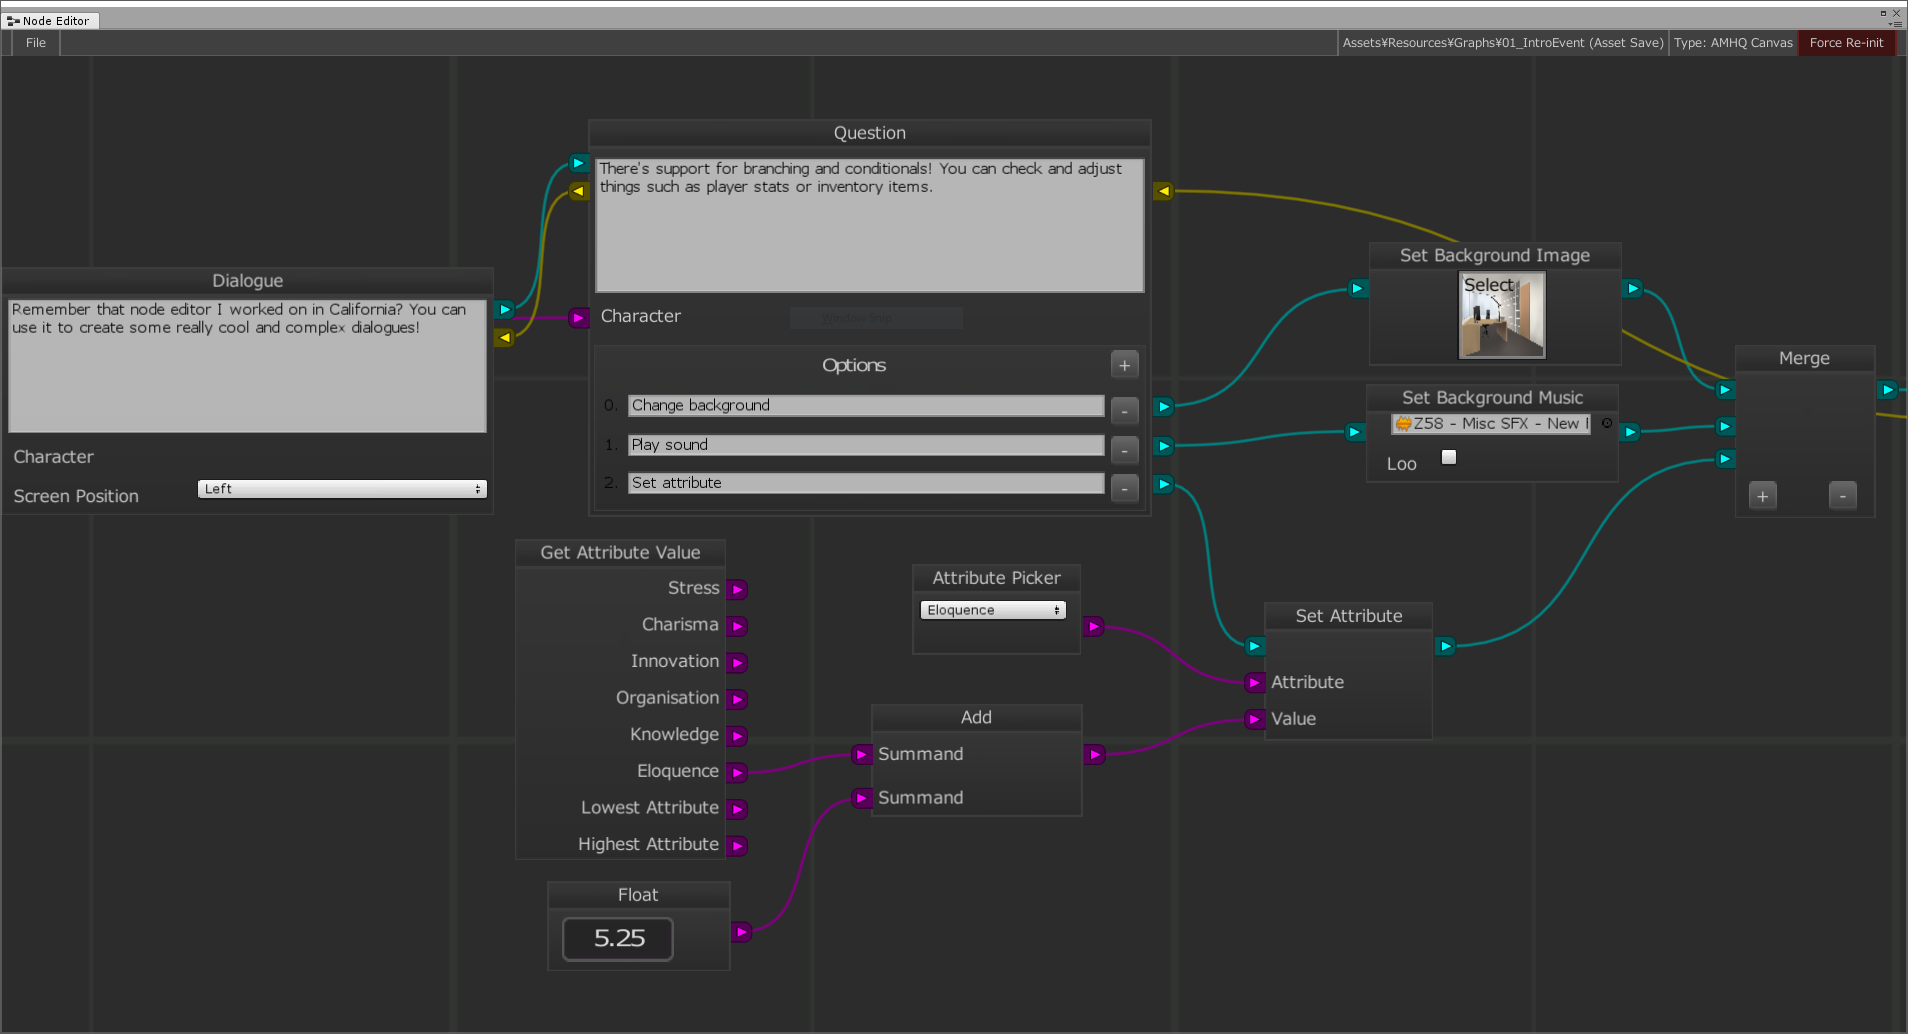 Node Editor
File
Assets¥Resources¥Graphs¥01_IntroEvent (Asset Save)
Type: AMHQ Canvas
Force Re-init
Question
There's support for branching and conditionals! You can check and adjust
things such as player stats or inventory items.
Character
Options
+
0. Change background -
1. Play sound -
2. Set attribute -
Dialogue
Remember that node editor I worked on in California? You can
use it to create some really cool and complex dialogues!
Character
Screen Position Left
Set Background Image
Select
Set Background Music
Z58 - Misc SFX - New
Loo
Merge
+ -
Get Attribute Value
Stress
Charisma
Innovation
Organisation
Knowledge
Eloquence
Lowest Attribute
Highest Attribute
Attribute Picker
Eloquence
Set Attribute
Attribute
Value
Add
Summand
Summand
Float
5.25